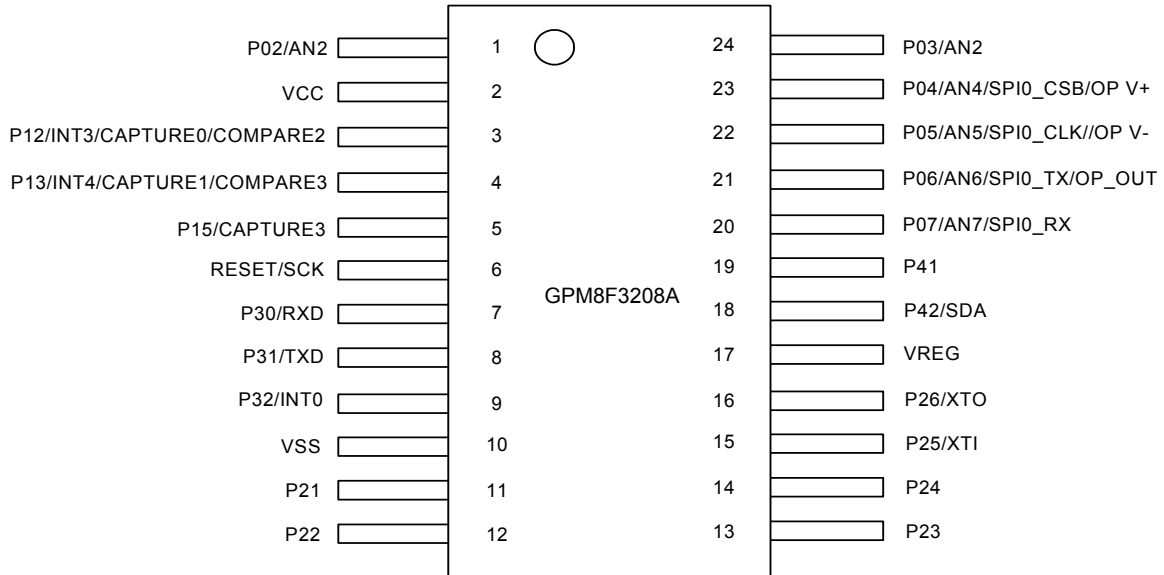 P02/AN2 1 24 P03/AN2
VCC 2 23 P04/AN4/SPI0_CSB/OP V+
P12/INT3/CAPTURE0/COMPARE2 3 22 P05/AN5/SPI0_CLK//OP V-
P13/INT4/CAPTURE1/COMPARE3 4 21 P06/AN6/SPI0_TX/OP_OUT
P15/CAPTURE3 5 20 P07/AN7/SPI0_RX
RESET/SCK 6 19 P41
GPM8F3208A
P30/RXD 7 18 P42/SDA
P31/TXD 8 17 VREG
P32/INT0 9 16 P26/XTO
VSS 10 15 P25/XTI
P21 11 14 P24
P22 12 13 P23